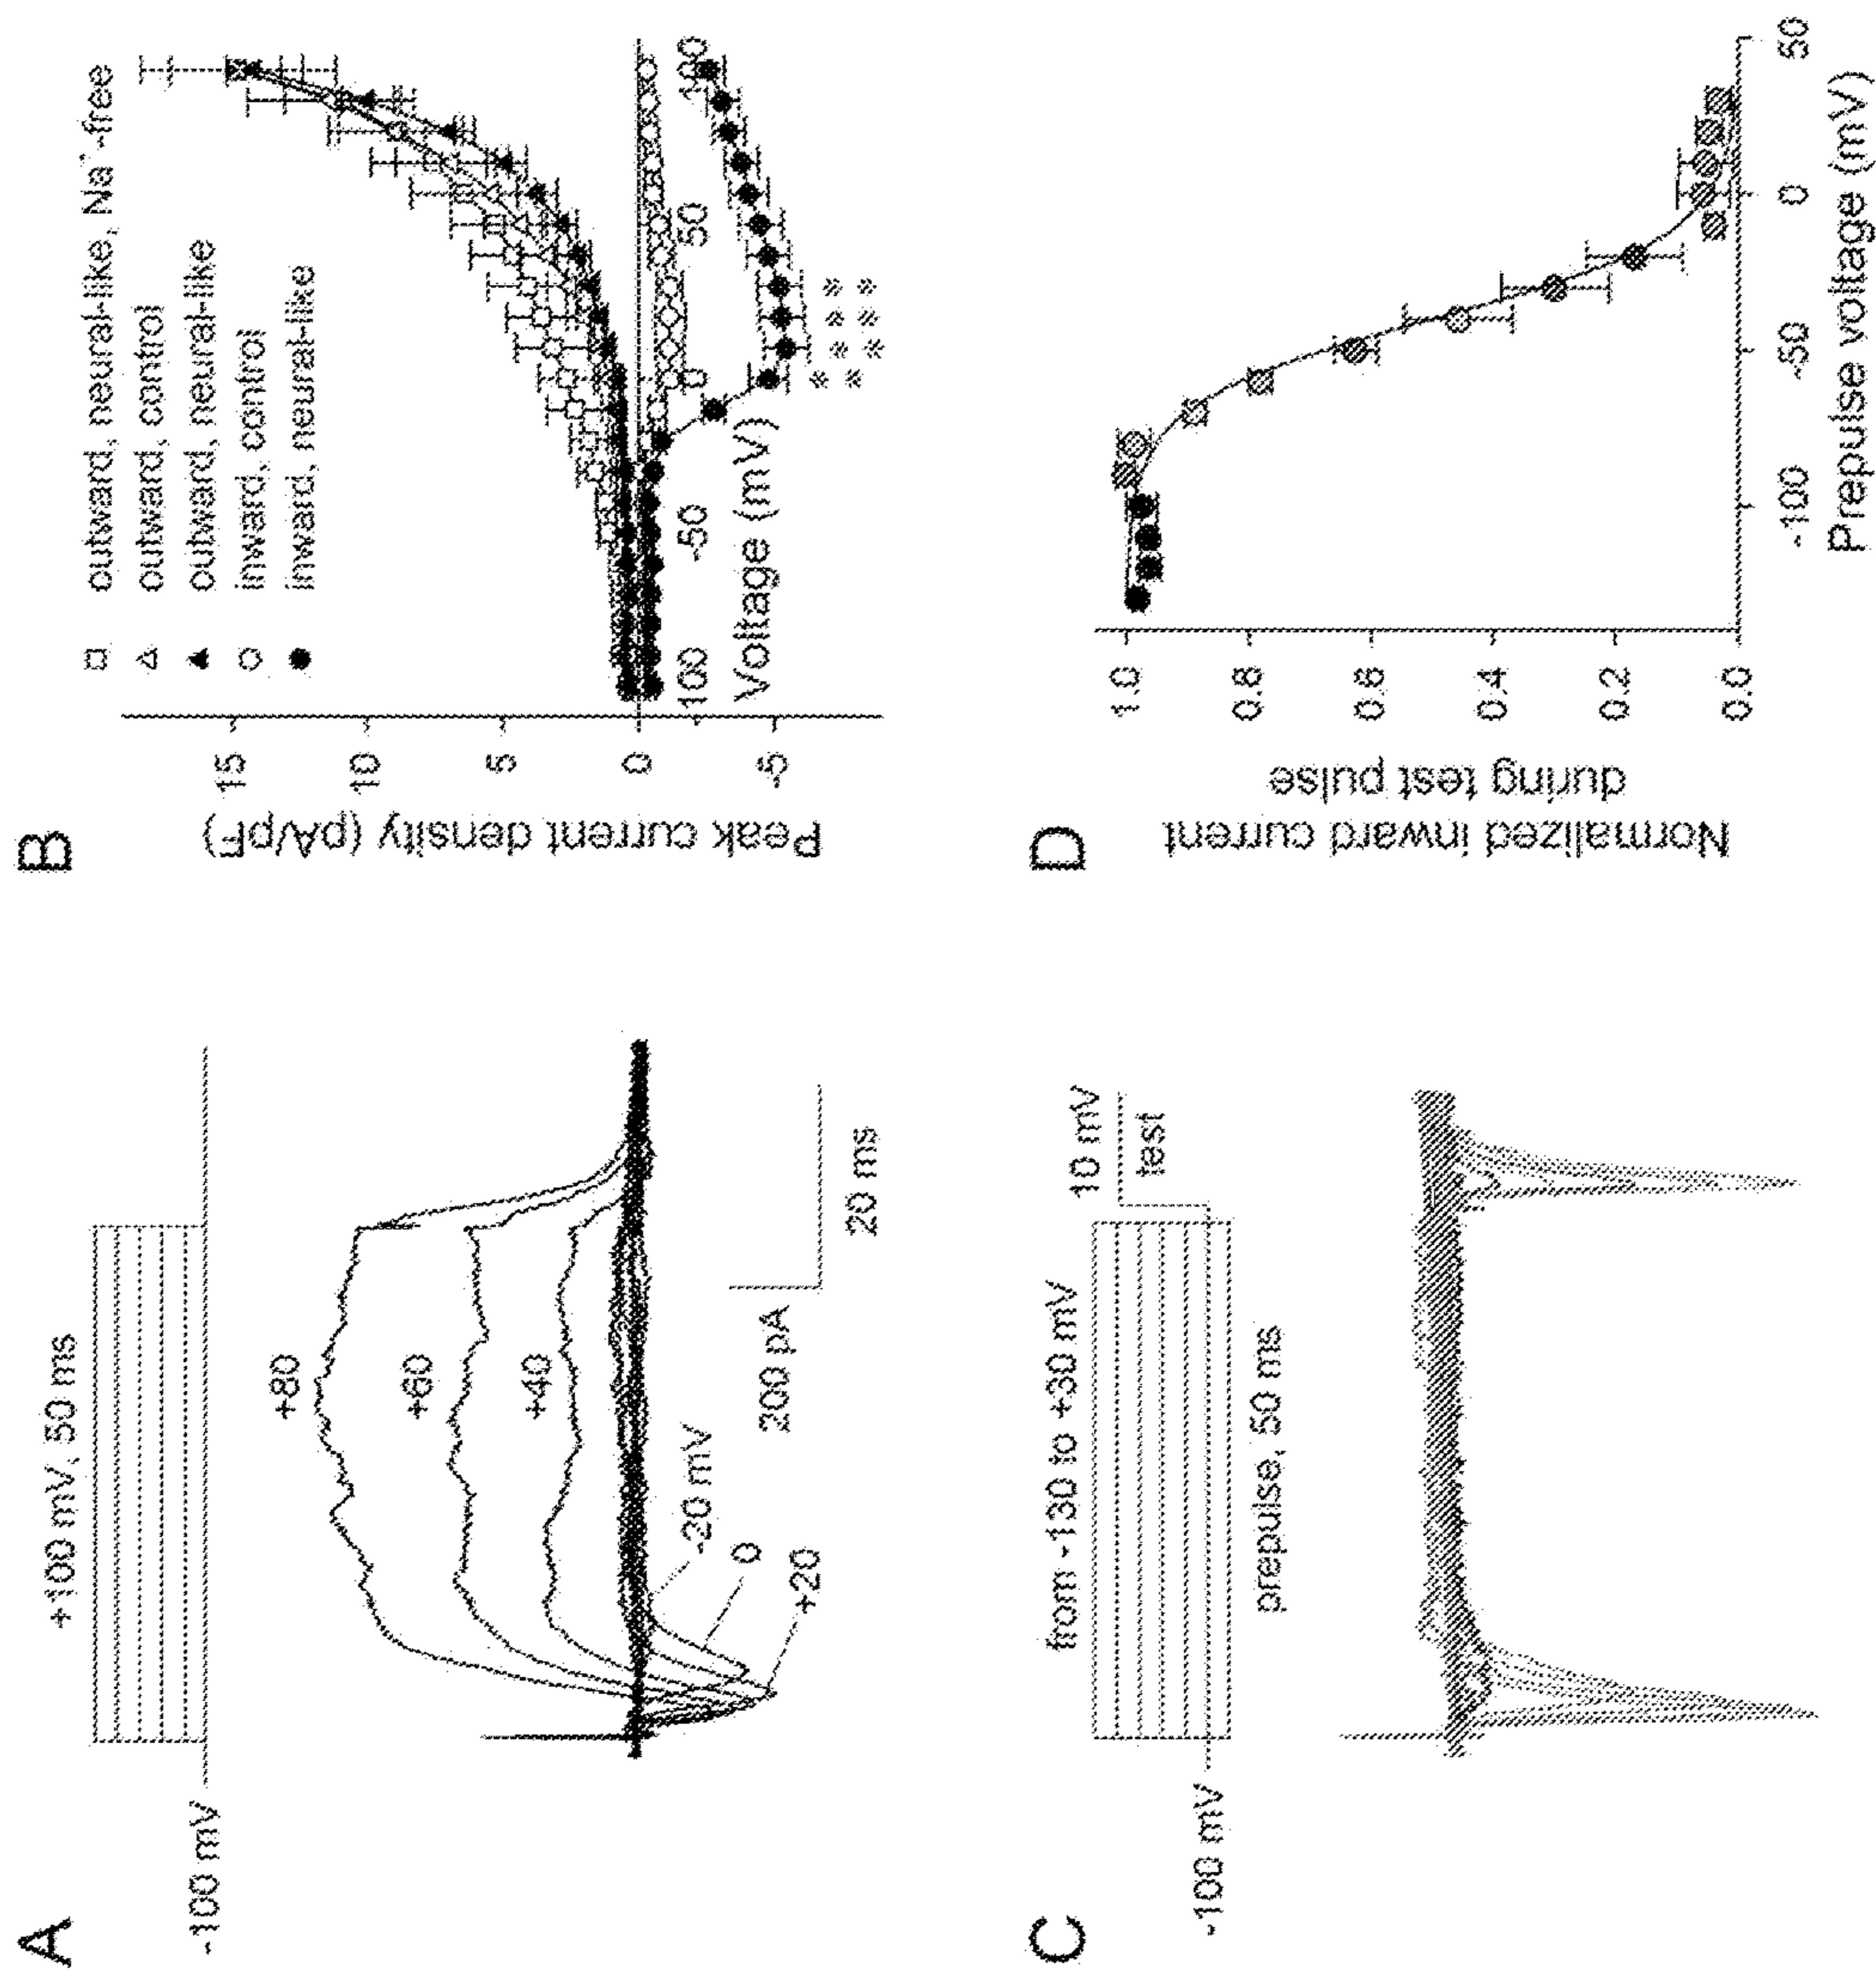 A
+100 mV, 50 ms
-100 mV
+80
+60
+40
-20 mV
0
+20
200 pA
20 ms
B
□ outward, neural-like, Na⁺-free
△ outward, control
▲ outward, neural-like
○ inward, control
● inward, neural-like
Peak current density (pA/pF)
15
10
5
0
-5
100
-50
0
50
100
Voltage (mV)
* * *
* * *
C
from -130 to +30 mV
10 mV
test
-100 mV
prepulse, 50 ms
D
Normalized inward current
during test pulse
1.0
0.8
0.6
0.4
0.2
0.0
-100
-50
0
50
Prepulse voltage (mV)